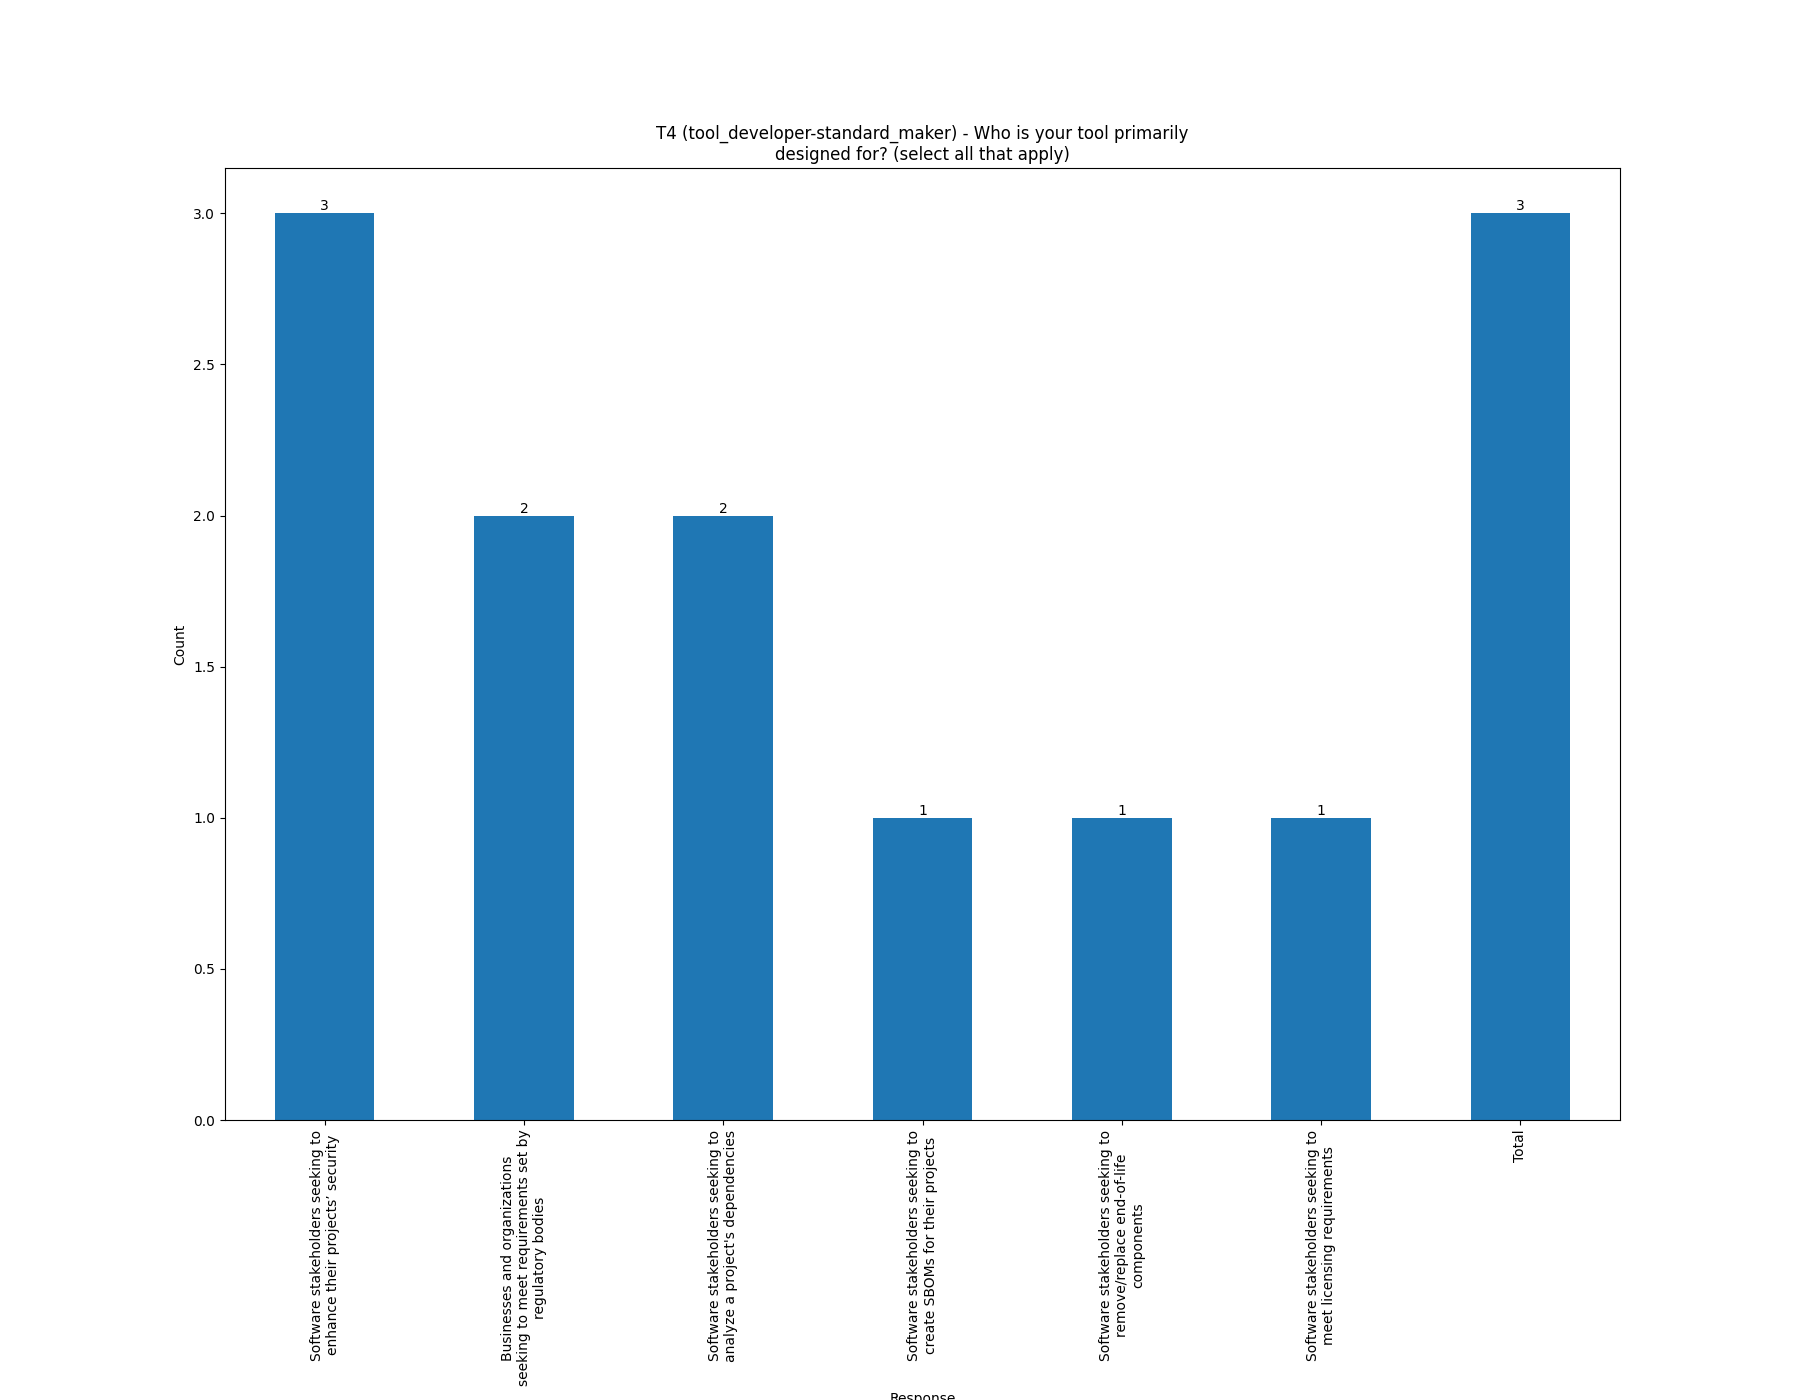 T4 (tool_developer-standard_maker) - Who is your tool primarily
designed for? (select all that apply)
3
2
2
1
1
1
3
3.0
2.5
2.0
1.5
1.0
0.5
0.0
Count
Software stakeholders seeking to
enhance their projects’ security
Businesses and organizations
seeking to meet requirements set by
regulatory bodies
Software stakeholders seeking to
analyze a project's dependencies
Software stakeholders seeking to
create SBOMs for their projects
Software stakeholders seeking to
remove/replace end-of-life
components
Software stakeholders seeking to
meet licensing requirements
Total
Response